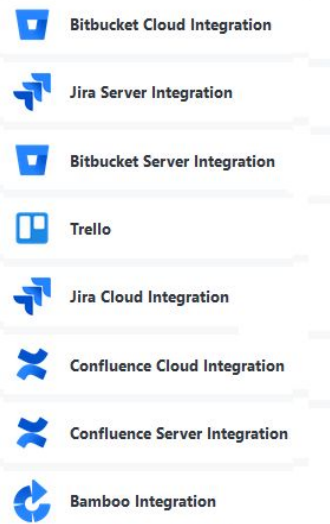 Bitbucket Cloud Integration
Jira Server Integration
Bitbucket Server Integration
Trello
Jira Cloud Integration
Confluence Cloud Integration
Confluence Server Integration
Bamboo Integration